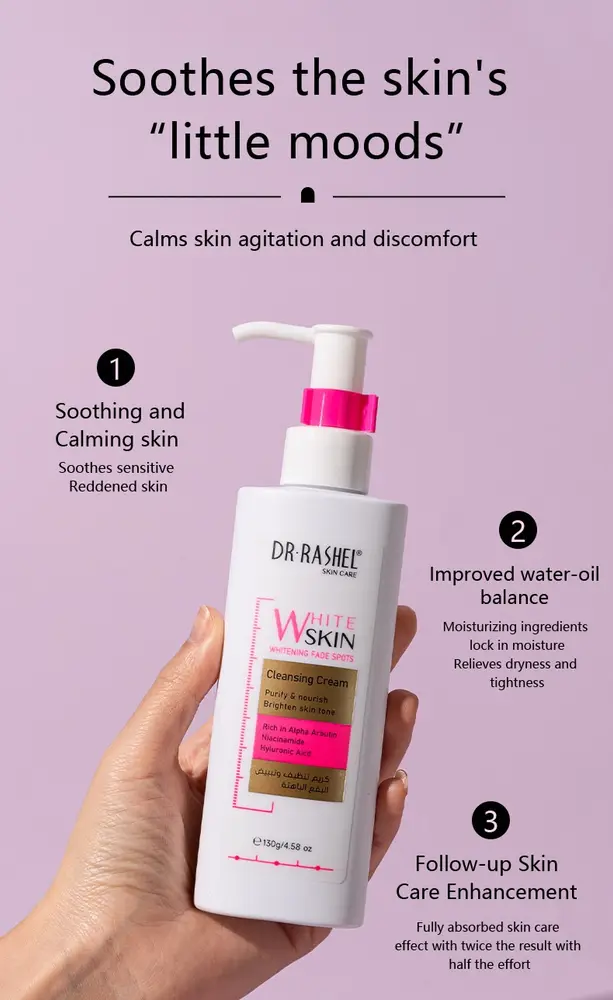 Soothes the skin's
“little moods”
Calms skin agitation and discomfort
1
Soothing and
Calming skin
Soothes sensitive
Reddened skin
2
Improved water-oil
balance
Moisturizing ingredients
lock in moisture
Relieves dryness and
tightness
DR·RASHEL®
SKIN CARE
WHITE
SKIN
WHITENING FADE SPOTS
Cleansing Cream
Purify & nourish
Brighten skin tone
Rich in Alpha Arbutin
Niacinamide
Hyluronic Acid
كريم لتنظيف وتبييض
البقع الباهتة
℮130g/4.58 oz
3
Follow-up Skin
Care Enhancement
Fully absorbed skin care
effect with twice the result with
half the effort